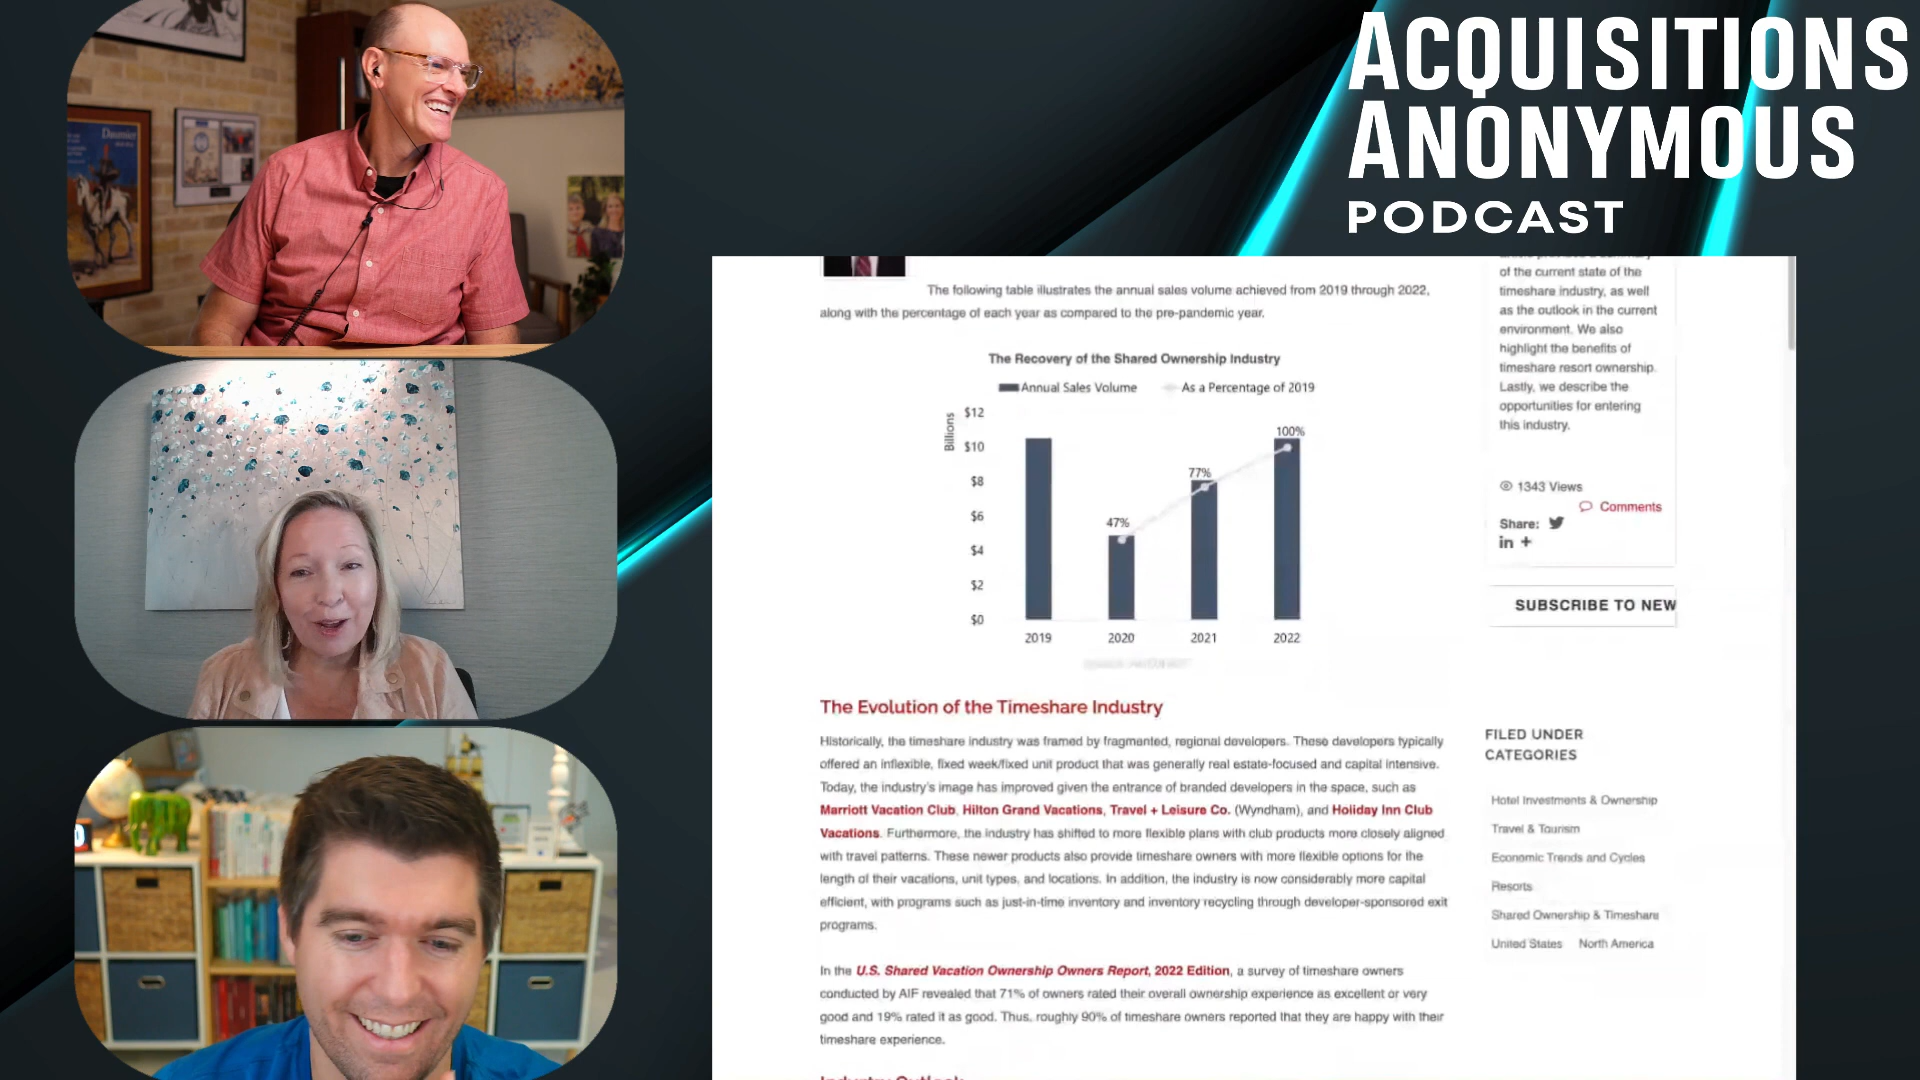 ACQUISITIONS
ANONYMOUS
PODCAST
Daumier
The following table illustrates the annual sales volume achieved from 2019 through 2022,
along with the percentage of each year as compared to the pre-pandemic year.
The Recovery of the Shared Ownership Industry
Annual Sales Volume As a Percentage of 2019
Billions
$12
$10
$8
$6
$4
$2
$0
47%
77%
100%
2019 2020 2021 2022
The Evolution of the Timeshare Industry
Historically, the timeshare industry was framed by fragmented, regional developers. These developers typically
offered an inflexible, fixed week/fixed unit product that was generally real estate-focused and capital intensive.
Today, the industry's image has improved given the entrance of branded developers in the space, such as
Marriott Vacation Club, Hilton Grand Vacations, Travel + Leisure Co. (Wyndham), and Holiday Inn Club
Vacations. Furthermore, the industry has shifted to more flexible plans with club products more closely aligned
with travel patterns. These newer products also provide timeshare owners with more flexible options for the
length of their vacations, unit types, and locations. In addition, the industry is now considerably more capital
efficient, with programs such as just-in-time inventory and inventory recycling through developer-sponsored exit
programs.
In the U.S. Shared Vacation Ownership Owners Report, 2022 Edition, a survey of timeshare owners
conducted by AIF revealed that 71% of owners rated their overall ownership experience as excellent or very
good and 19% rated it as good. Thus, roughly 90% of timeshare owners reported that they are happy with their
timeshare experience.
Industry Outlook
of the current state of the
timeshare industry, as well
as the outlook in the current
environment. We also
highlight the benefits of
timeshare resort ownership.
Lastly, we describe the
opportunities for entering
this industry.
1343 Views
Comments
Share:
in +
SUBSCRIBE TO NEW
FILED UNDER
CATEGORIES
Hotel Investments & Ownership
Travel & Tourism
Economic Trends and Cycles
Resorts
Shared Ownership & Timeshare
United States North America